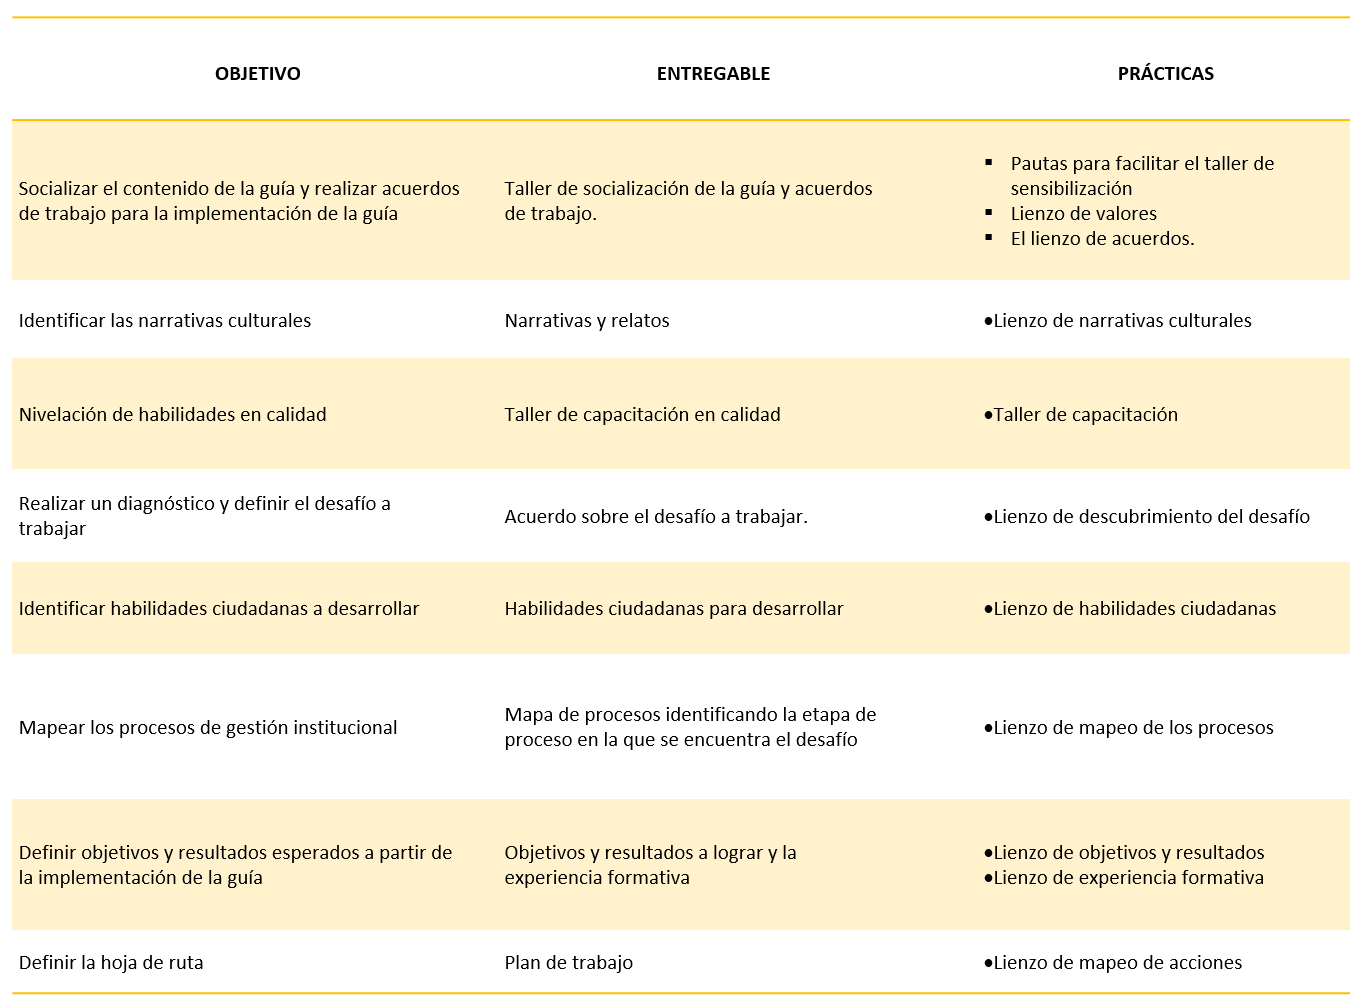 OBJETIVO ENTREGABLE PRÁCTICAS
Socializar el contenido de la guía y realizar acuerdos
de trabajo para la implementación de la guía
Taller de socialización de la guía y acuerdos
de trabajo.
▪ Pautas para facilitar el taller de
sensibilización
▪ Lienzo de valores
▪ El lienzo de acuerdos.
Identificar las narrativas culturales
Narrativas y relatos
•Lienzo de narrativas culturales
Nivelación de habilidades en calidad
Taller de capacitación en calidad
•Taller de capacitación
Realizar un diagnóstico y definir el desafío a
trabajar
Acuerdo sobre el desafío a trabajar.
•Lienzo de descubrimiento del desafío
Identificar habilidades ciudadanas a desarrollar
Habilidades ciudadanas para desarrollar
•Lienzo de habilidades ciudadanas
Mapear los procesos de gestión institucional
Mapa de procesos identificando la etapa de
proceso en la que se encuentra el desafío
•Lienzo de mapeo de los procesos
Definir objetivos y resultados esperados a partir de
la implementación de la guía
Objetivos y resultados a lograr y la
experiencia formativa
•Lienzo de objetivos y resultados
•Lienzo de experiencia formativa
Definir la hoja de ruta
Plan de trabajo
•Lienzo de mapeo de acciones